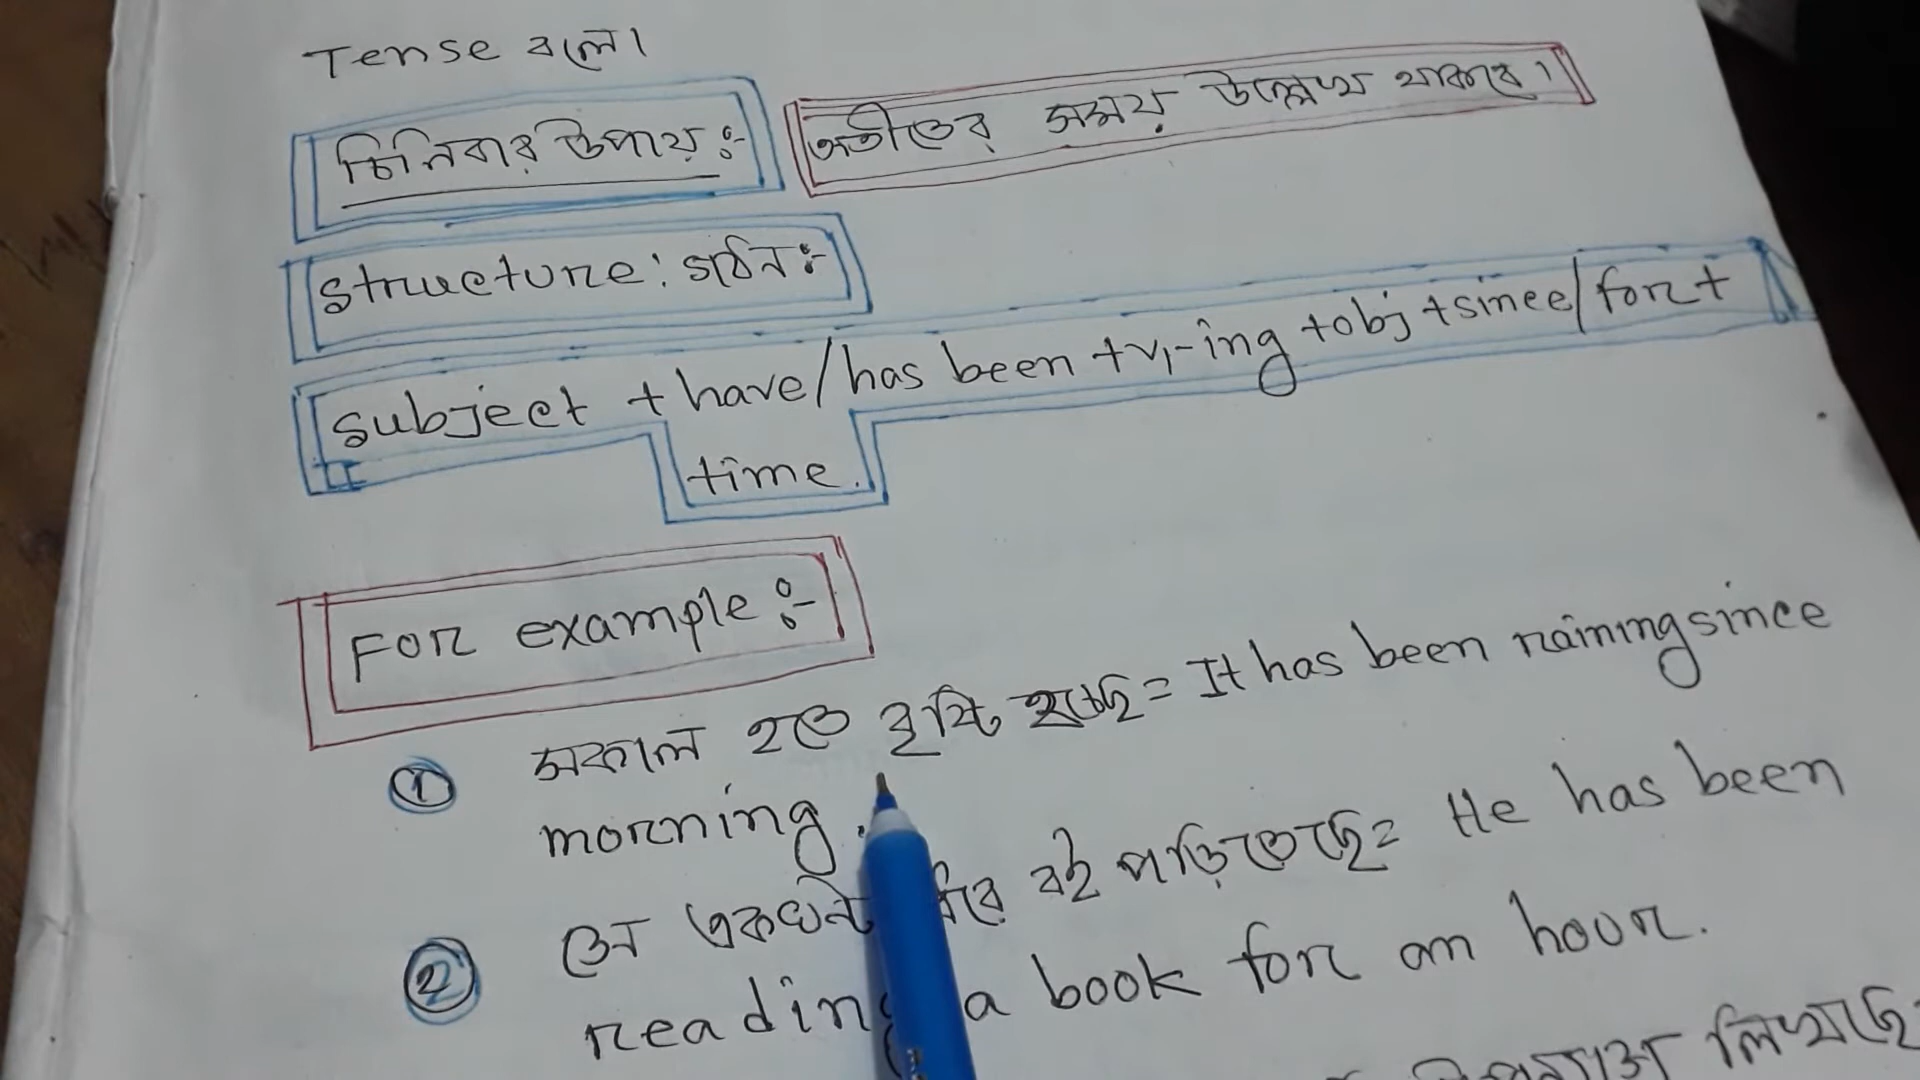 Tense বলে।
চিনিবার উপায়ঃ- অতীতের সময় উল্লেখ থাকবে।
structure: গঠনঃ-
subject + have/has been +v₁-ing +obj +since/for+
time.
For example ঃ-
① সকাল হতে বৃষ্টি হচ্ছে = It has been raining since
morning.
② সে একঘন্টা ধরে বই পড়িতেছে = He has been
reading a book for an hour.
লিখছে